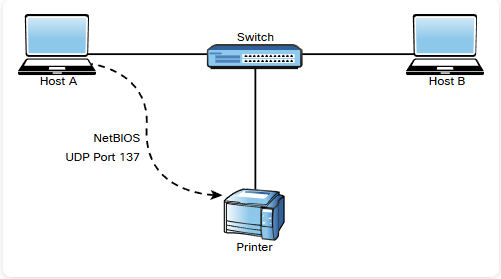 Switch
Host A
Host B
NetBIOS
UDP Port 137
Printer